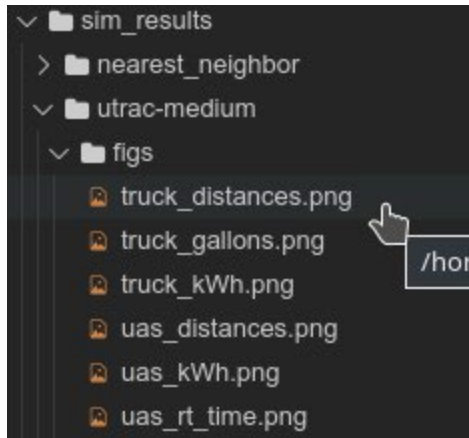 sim_results
nearest_neighbor
utrac-medium
figs
truck_distances.png
truck_gallons.png
/hor
truck_kWh.png
uas_distances.png
uas_kWh.png
uas_rt_time.png